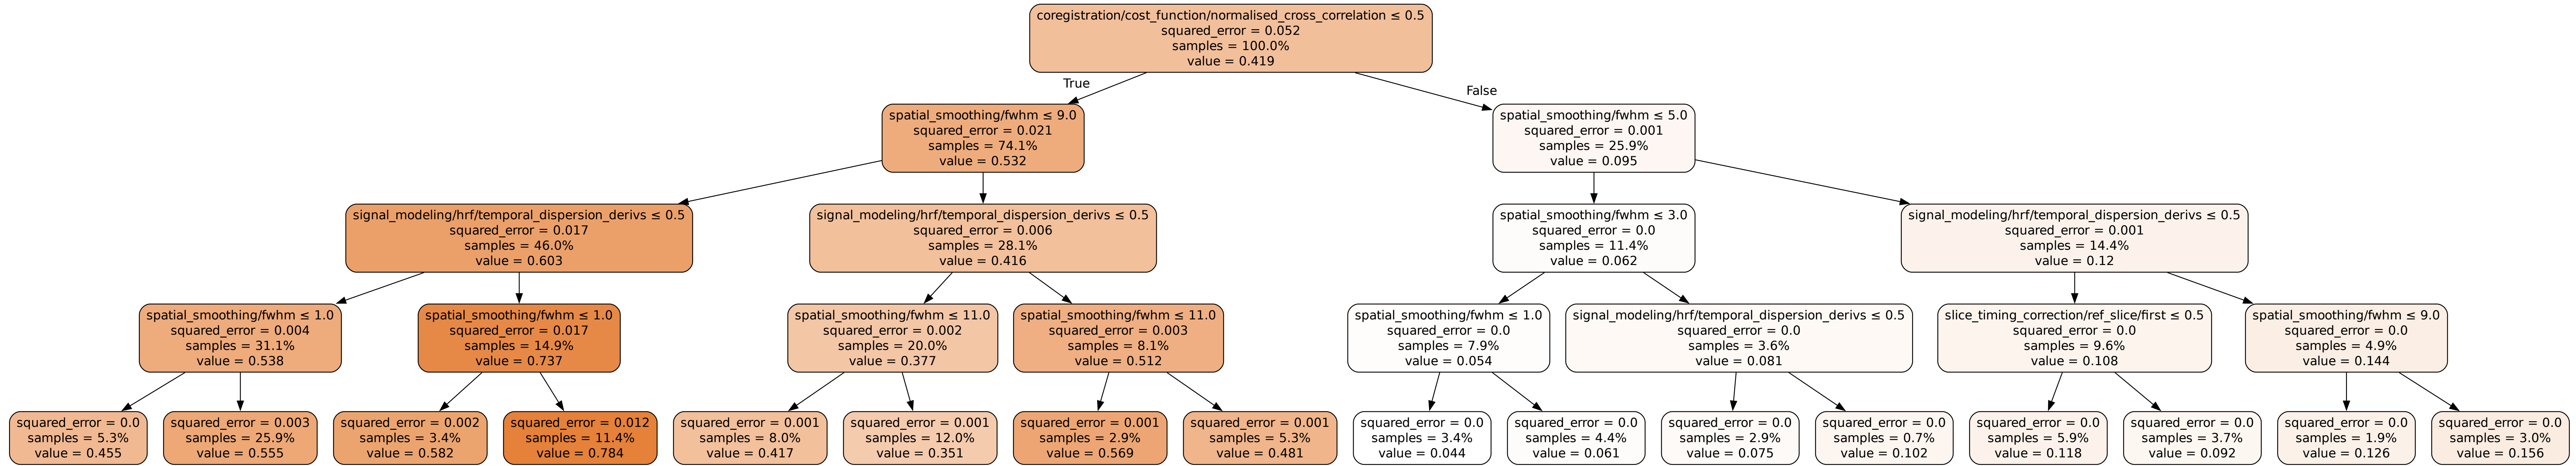 coregistration/cost_function/normalised_cross_correlation ≤ 0.5
squared_error = 0.052
samples = 100.0%
value = 0.419
True
False
spatial_smoothing/fwhm ≤ 9.0
squared_error = 0.021
samples = 74.1%
value = 0.532
spatial_smoothing/fwhm ≤ 5.0
squared_error = 0.001
samples = 25.9%
value = 0.095
signal_modeling/hrf/temporal_dispersion_derivs ≤ 0.5
squared_error = 0.017
samples = 46.0%
value = 0.603
signal_modeling/hrf/temporal_dispersion_derivs ≤ 0.5
squared_error = 0.006
samples = 28.1%
value = 0.416
spatial_smoothing/fwhm ≤ 3.0
squared_error = 0.0
samples = 11.4%
value = 0.062
signal_modeling/hrf/temporal_dispersion_derivs ≤ 0.5
squared_error = 0.001
samples = 14.4%
value = 0.12
spatial_smoothing/fwhm ≤ 1.0
squared_error = 0.004
samples = 31.1%
value = 0.538
spatial_smoothing/fwhm ≤ 1.0
squared_error = 0.017
samples = 14.9%
value = 0.737
spatial_smoothing/fwhm ≤ 11.0
squared_error = 0.002
samples = 20.0%
value = 0.377
spatial_smoothing/fwhm ≤ 11.0
squared_error = 0.003
samples = 8.1%
value = 0.512
spatial_smoothing/fwhm ≤ 1.0
squared_error = 0.0
samples = 7.9%
value = 0.054
signal_modeling/hrf/temporal_dispersion_derivs ≤ 0.5
squared_error = 0.0
samples = 3.6%
value = 0.081
slice_timing_correction/ref_slice/first ≤ 0.5
squared_error = 0.0
samples = 9.6%
value = 0.108
spatial_smoothing/fwhm ≤ 9.0
squared_error = 0.0
samples = 4.9%
value = 0.144
squared_error = 0.0
samples = 5.3%
value = 0.455
squared_error = 0.003
samples = 25.9%
value = 0.555
squared_error = 0.002
samples = 3.4%
value = 0.582
squared_error = 0.012
samples = 11.4%
value = 0.784
squared_error = 0.001
samples = 8.0%
value = 0.417
squared_error = 0.001
samples = 12.0%
value = 0.351
squared_error = 0.001
samples = 2.9%
value = 0.569
squared_error = 0.001
samples = 5.3%
value = 0.481
squared_error = 0.0
samples = 3.4%
value = 0.044
squared_error = 0.0
samples = 4.4%
value = 0.061
squared_error = 0.0
samples = 2.9%
value = 0.075
squared_error = 0.0
samples = 0.7%
value = 0.102
squared_error = 0.0
samples = 5.9%
value = 0.118
squared_error = 0.0
samples = 3.7%
value = 0.092
squared_error = 0.0
samples = 1.9%
value = 0.126
squared_error = 0.0
samples = 3.0%
value = 0.156